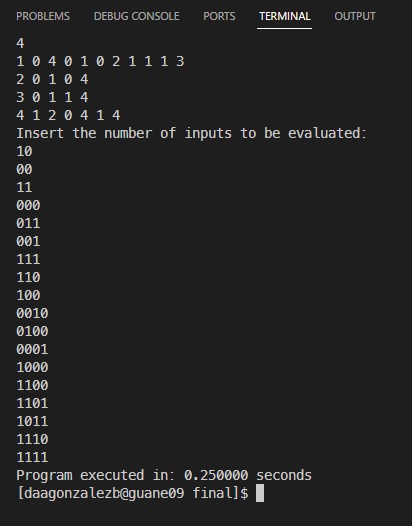 PROBLEMS DEBUG CONSOLE PORTS TERMINAL OUTPUT
4
1 0 4 0 1 0 2 1 1 1 3
2 0 1 0 4
3 0 1 1 4
4 1 2 0 4 1 4
Insert the number of inputs to be evaluated:
10
00
11
000
011
001
111
110
100
0010
0100
0001
1000
1100
1101
1011
1110
1111
Program executed in: 0.250000 seconds
[daagonzalezb@guane09 final]$